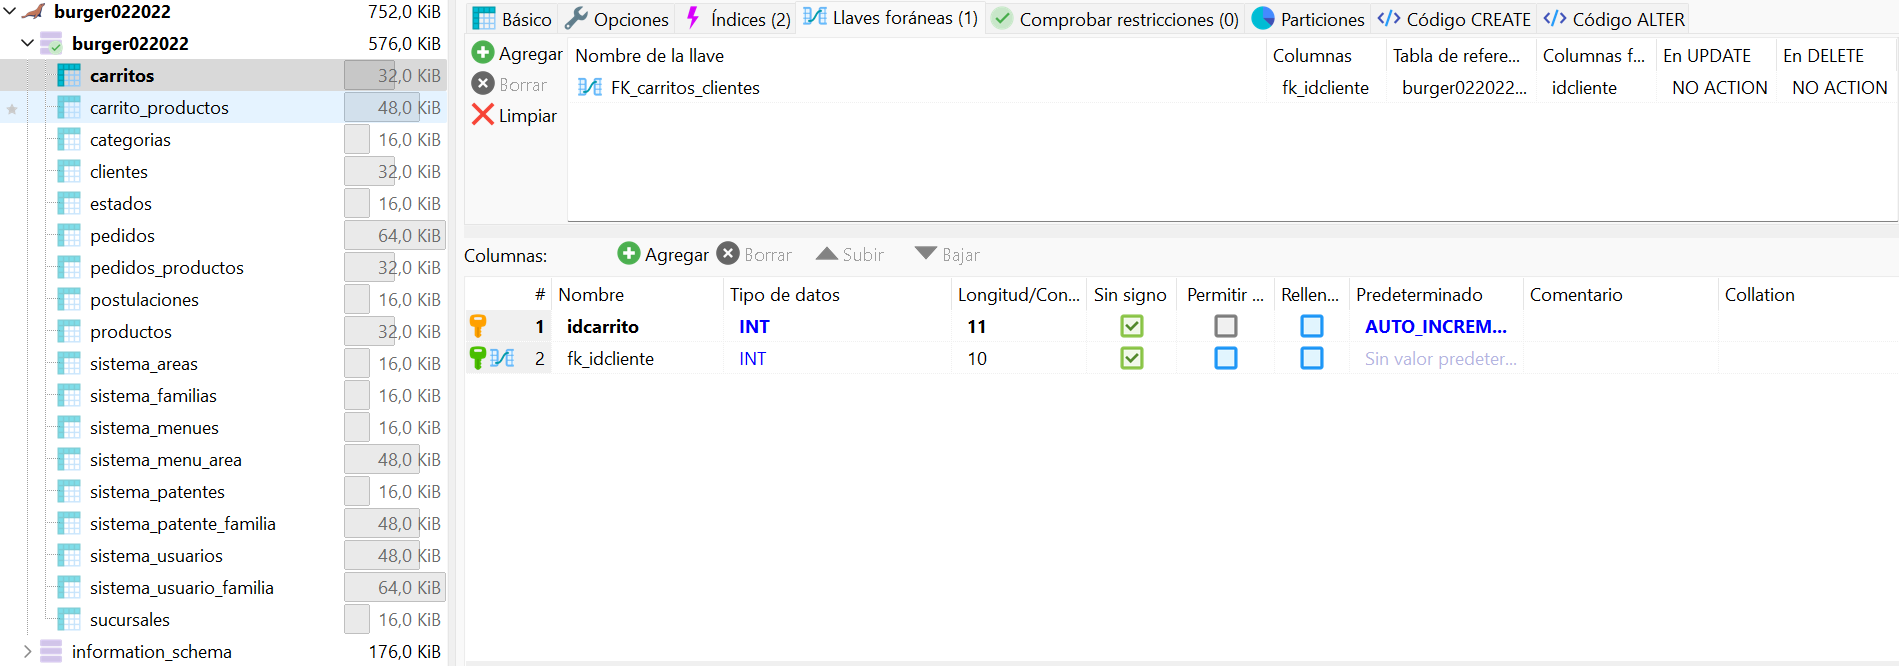 burger022022 752,0 KiB
burger022022 576,0 KiB
carritos 32,0 KiB
carrito_productos 48,0 KiB
categorias 16,0 KiB
clientes 32,0 KiB
estados 16,0 KiB
pedidos 64,0 KiB
pedidos_productos 32,0 KiB
postulaciones 16,0 KiB
productos 32,0 KiB
sistema_areas 16,0 KiB
sistema_familias 16,0 KiB
sistema_menues 16,0 KiB
sistema_menu_area 48,0 KiB
sistema_patentes 16,0 KiB
sistema_patente_familia 48,0 KiB
sistema_usuarios 48,0 KiB
sistema_usuario_familia 64,0 KiB
sucursales 16,0 KiB
information_schema 176,0 KiB
Básico Opciones Índices (2) Llaves foráneas (1) Comprobar restricciones (0) Particiones Código CREATE Código ALTER
Agregar
Borrar
Limpiar
Nombre de la llave Columnas Tabla de refere... Columnas f... En UPDATE En DELETE
FK_carritos_clientes fk_idcliente burger022022... idcliente NO ACTION NO ACTION
Columnas: Agregar Borrar Subir Bajar
# Nombre Tipo de datos Longitud/Con... Sin signo Permitir ... Rellen... Predeterminado Comentario Collation
1 idcarrito INT 11 AUTO_INCREM...
2 fk_idcliente INT 10 Sin valor predeter...